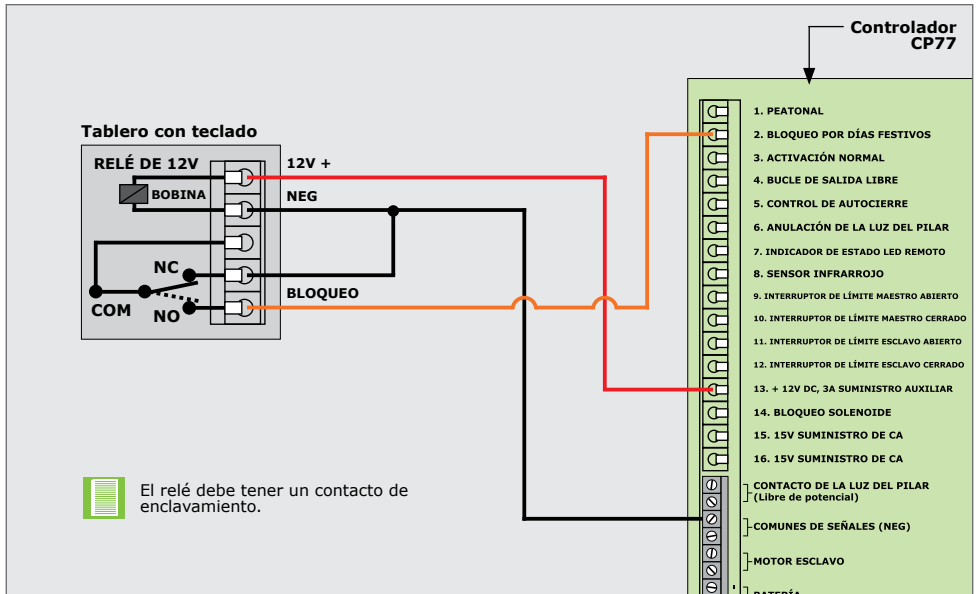 Controlador
CP77
Tablero con teclado
RELÉ DE 12V
BOBINA
12V +
NEG
NC
COM
NO
BLOQUEO
El relé debe tener un contacto de
enclavamiento.
1. PEATONAL
2. BLOQUEO POR DÍAS FESTIVOS
3. ACTIVACIÓN NORMAL
4. BUCLE DE SALIDA LIBRE
5. CONTROL DE AUTOCIERRE
6. ANULACIÓN DE LA LUZ DEL PILAR
7. INDICADOR DE ESTADO LED REMOTO
8. SENSOR INFRARROJO
9. INTERRUPTOR DE LÍMITE MAESTRO ABIERTO
10. INTERRUPTOR DE LÍMITE MAESTRO CERRADO
11. INTERRUPTOR DE LÍMITE ESCLAVO ABIERTO
12. INTERRUPTOR DE LÍMITE ESCLAVO CERRADO
13. + 12V DC, 3A SUMINISTRO AUXILIAR
14. BLOQUEO SOLENOIDE
15. 15V SUMINISTRO DE CA
16. 15V SUMINISTRO DE CA
CONTACTO DE LA LUZ DEL PILAR
(Libre de potencial)
COMUNES DE SEÑALES (NEG)
MOTOR ESCLAVO
BATERÍA